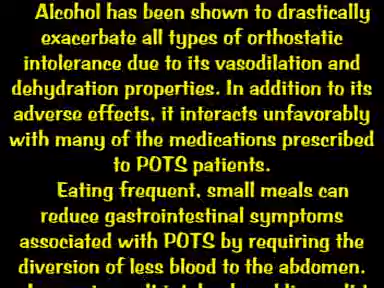 Alcohol has been shown to drastically
exacerbate all types of orthostatic
intolerance due to its vasodilation and
dehydration properties. In addition to its
adverse effects, it interacts unfavorably
with many of the medications prescribed
to POTS patients.
Eating frequent, small meals can
reduce gastrointestinal symptoms
associated with POTS by requiring the
diversion of less blood to the abdomen.